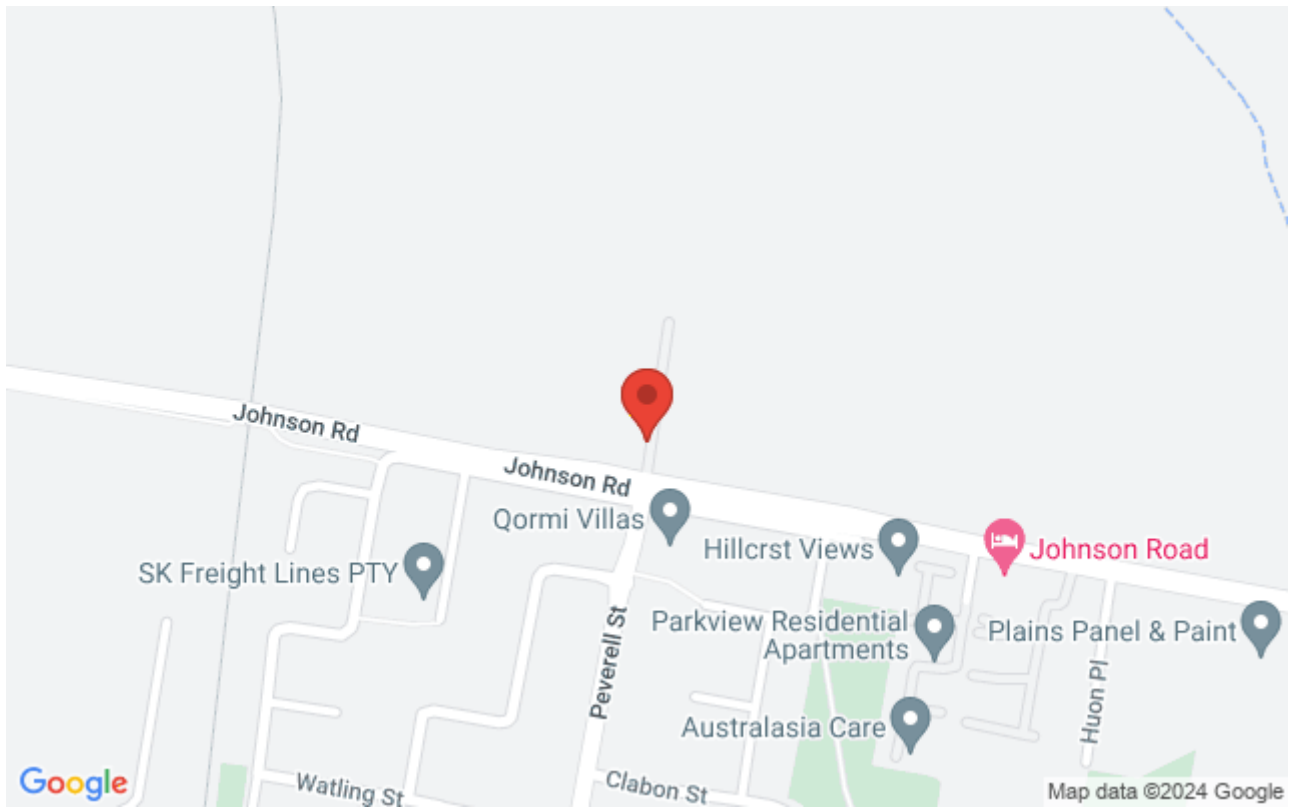 Johnson Rd
Johnson Rd
Qormi Villas
Hillcrst Views
Johnson Road
SK Freight Lines PTY
Parkview Residential
Apartments
Plains Panel & Paint
Peverell St
Huon Pl
Australasia Care
Watling St
Clabon St
Google
Map data ©2024 Google